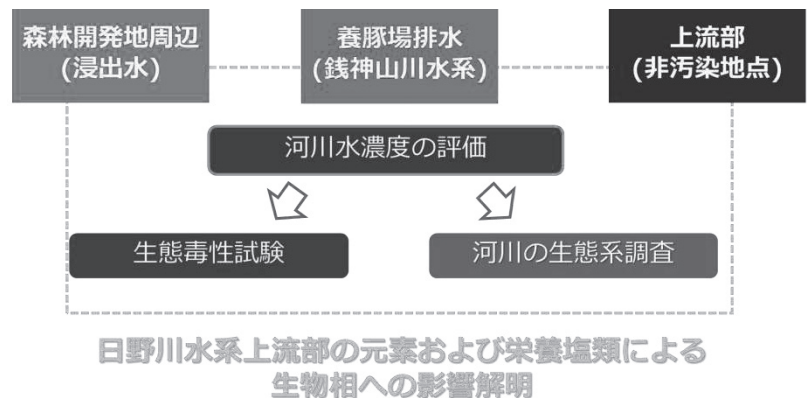 森林開発地周辺
(浸出水)
養豚場排水
(銭神山川水系)
上流部
(非汚染地点)
河川水濃度の評価
生態毒性試験
河川の生態系調査
日野川水系上流部の元素および栄養塩類による
生物相への影響解明